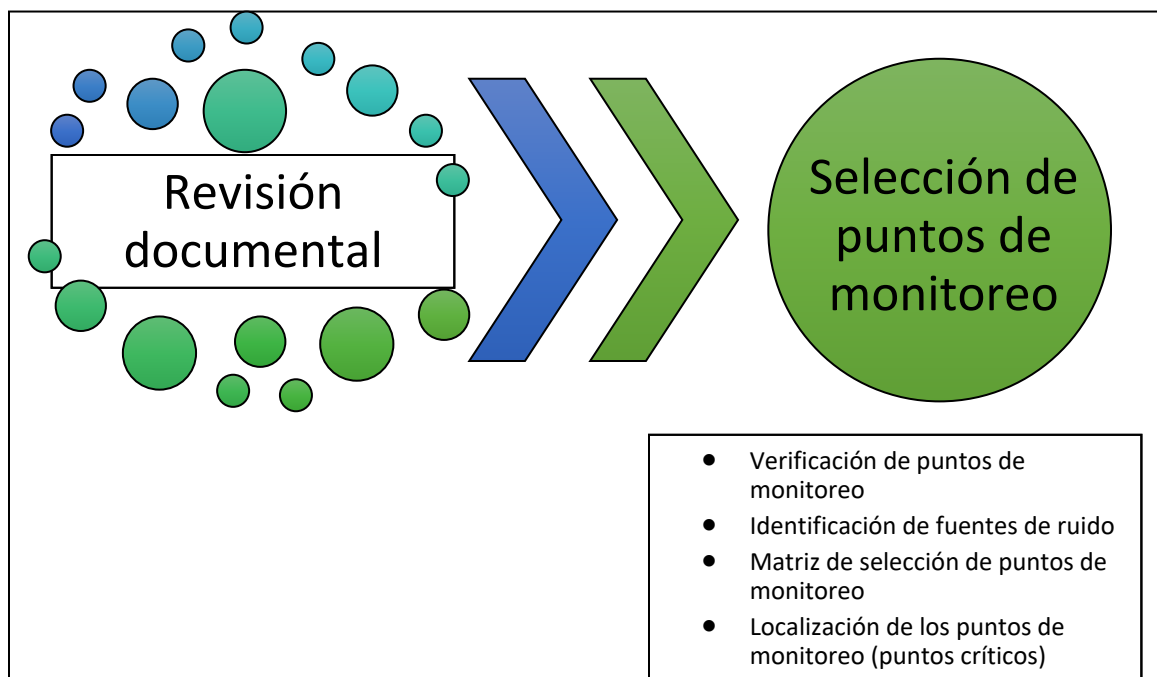 Revisión
documental
Selección de
puntos de
monitoreo
● Verificación de puntos de
monitoreo
● Identificación de fuentes de ruido
● Matriz de selección de puntos de
monitoreo
● Localización de los puntos de
monitoreo (puntos críticos)